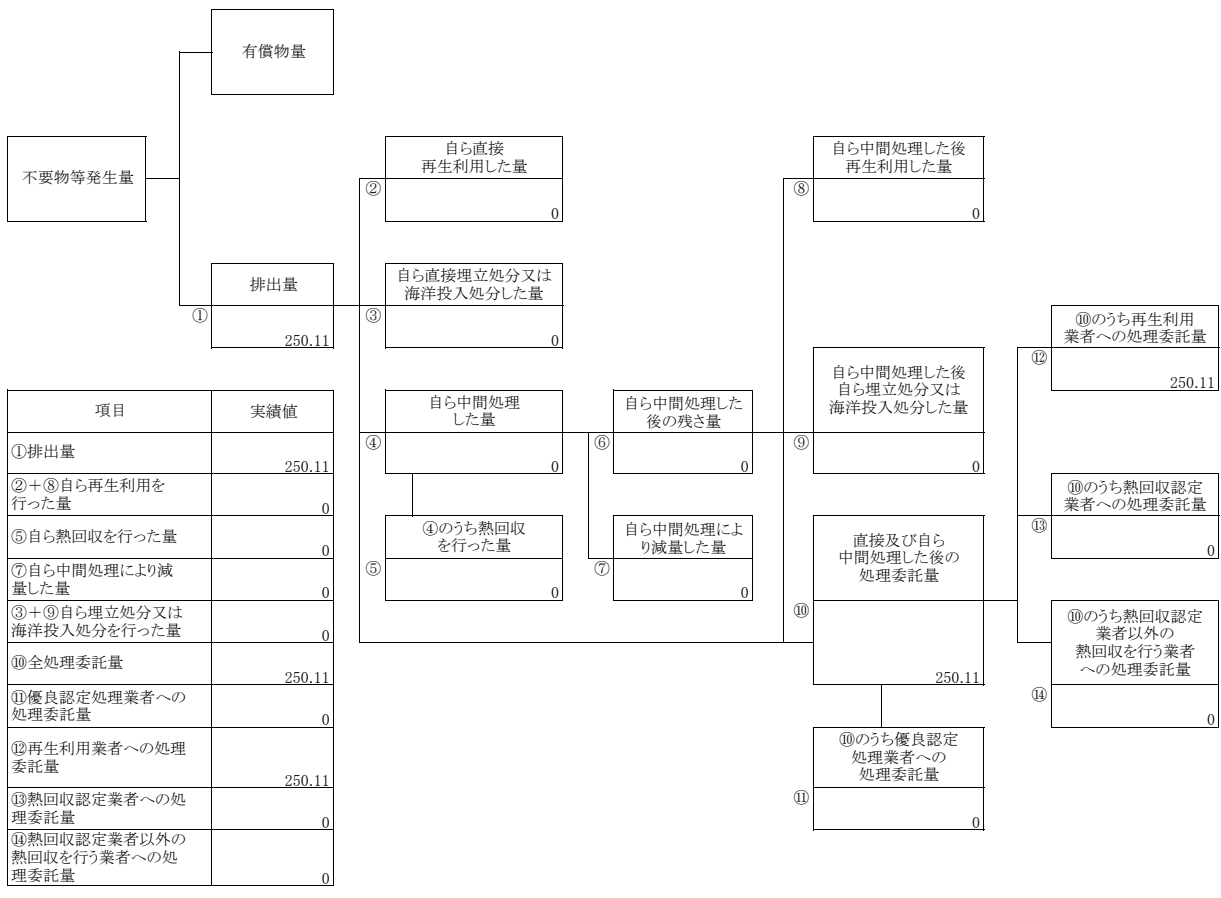 有償物量
不要物等発生量
排出量
①
250.11
自ら直接
再生利用した量
②
0
自ら直接埋立処分又は
海洋投入処分した量
③
0
自ら中間処理
した量
④
0
④のうち熱回収
を行った量
⑤
0
自ら中間処理した
後の残さ量
⑥
0
自ら中間処理によ
り減量した量
⑦
0
自ら中間処理した後
再生利用した量
⑧
0
自ら中間処理した後
自ら埋立処分又は
海洋投入処分した量
⑨
0
直接及び自ら
中間処理した後の
処理委託量
⑩
250.11
⑩のうち優良認定
処理業者への
処理委託量
⑪
0
⑩のうち再生利用
業者への処理委託量
⑫
250.11
⑩のうち熱回収認定
業者への処理委託量
⑬
0
⑩のうち熱回収認定
業者以外の
熱回収を行う業者
への処理委託量
⑭
0
項目 実績値
①排出量
250.11
②＋⑧自ら再生利用を
行った量
0
⑤自ら熱回収を行った量
0
⑦自ら中間処理により減
量した量
0
③＋⑨自ら埋立処分又は
海洋投入処分を行った量
0
⑩全処理委託量
250.11
⑪優良認定処理業者への
処理委託量
0
⑫再生利用業者への処理
委託量
250.11
⑬熱回収認定業者への処
理委託量
0
⑭熱回収認定業者以外の
熱回収を行う業者への処
理委託量
0